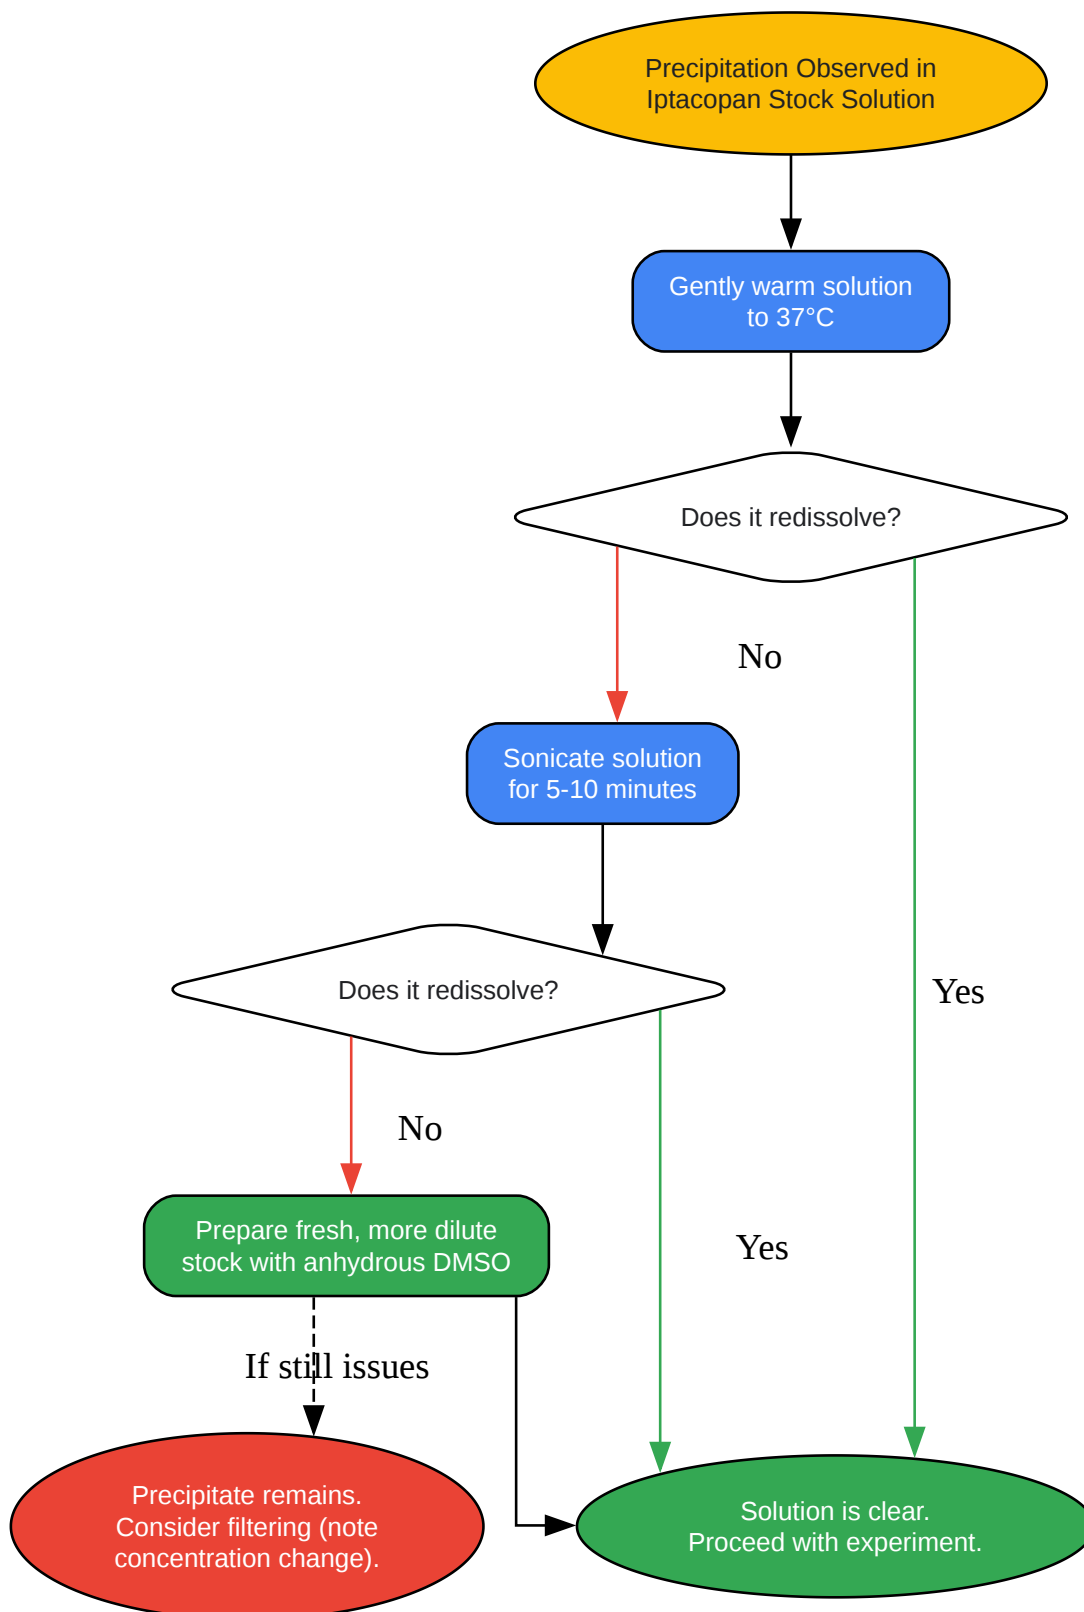 Precipitation Observed in
Iptacopan Stock Solution
Gently warm solution
to 37°C
Does it redissolve?
No
Sonicate solution
for 5-10 minutes
Yes
Does it redissolve?
No
Prepare fresh, more dilute
stock with anhydrous DMSO
Yes
If still issues
Precipitate remains.
Consider filtering (note
concentration change).
Solution is clear.
Proceed with experiment.